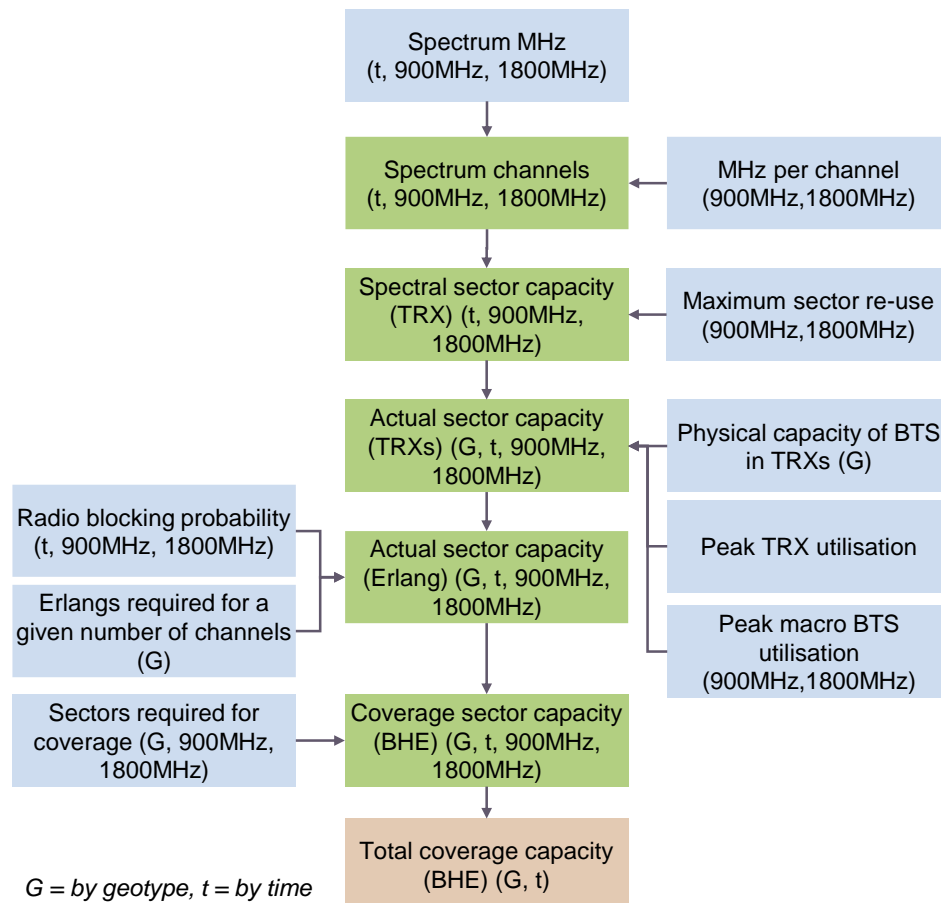 Spectrum MHz
(t, 900MHz, 1800MHz)
Spectrum channels
(t, 900MHz, 1800MHz)
MHz per channel
(900MHz,1800MHz)
Spectral sector capacity
(TRX) (t, 900MHz,
1800MHz)
Maximum sector re-use
(900MHz,1800MHz)
Actual sector capacity
(TRXs) (G, t, 900MHz,
1800MHz)
Physical capacity of BTS
in TRXs (G)
Radio blocking probability
(t, 900MHz, 1800MHz)
Actual sector capacity
(Erlang) (G, t, 900MHz,
1800MHz)
Peak TRX utilisation
Erlangs required for a
given number of channels
(G)
Peak macro BTS
utilisation
(900MHz,1800MHz)
Sectors required for
coverage (G, 900MHz,
1800MHz)
Coverage sector capacity
(BHE) (G, t, 900MHz,
1800MHz)
Total coverage capacity
(BHE) (G, t)
G = by geotype, t = by time